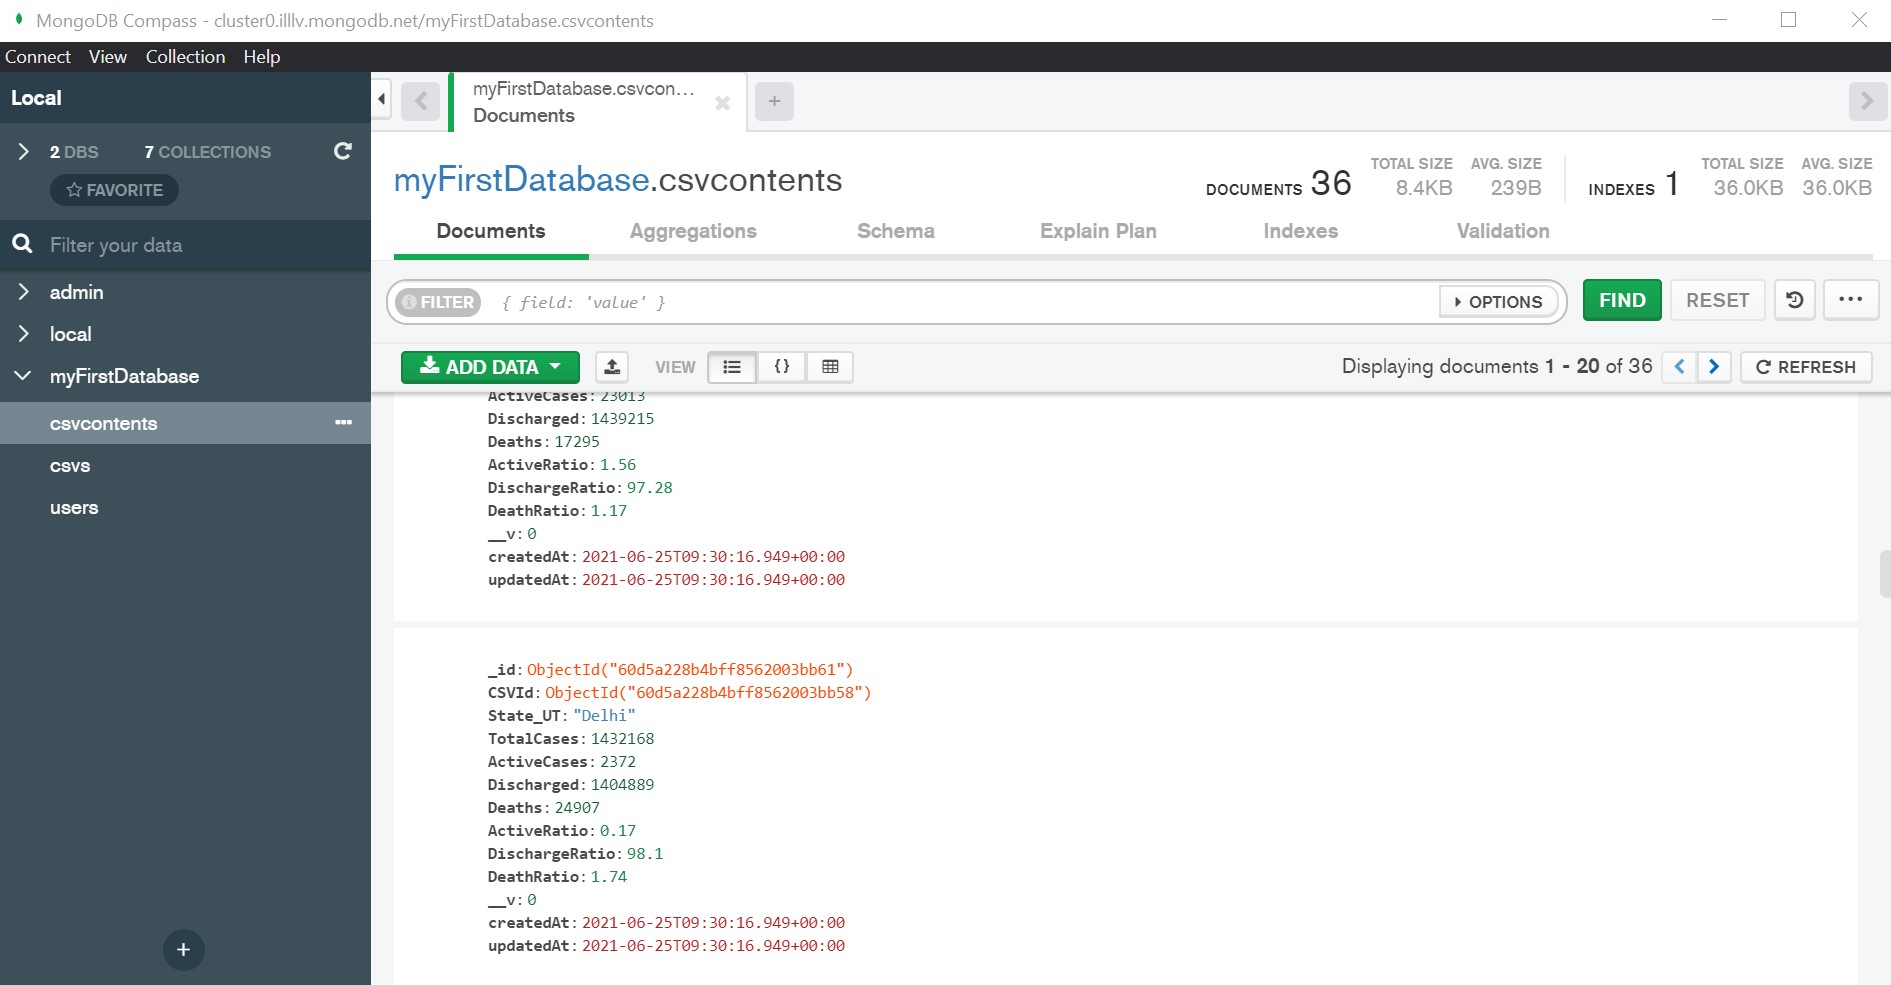 MongoDB Compass - cluster0.illlv.mongodb.net/myFirstDatabase.csvcontents
Connect View Collection Help
Local
2 DBS 7 COLLECTIONS
FAVORITE
Filter your data
admin
local
myFirstDatabase
csvcontents
csvs
users
myFirstDatabase.csvcon...
Documents
myFirstDatabase.csvcontents
DOCUMENTS 36 TOTAL SIZE 8.4KB AVG. SIZE 239B INDEXES 1 TOTAL SIZE 36.0KB AVG. SIZE 36.0KB
Documents Aggregations Schema Explain Plan Indexes Validation
FILTER { field: 'value' } OPTIONS FIND RESET
ADD DATA VIEW {} Displaying documents 1 - 20 of 36 REFRESH
ActiveCases: 23013
Discharged: 1439215
Deaths: 17295
ActiveRatio: 1.56
DischargeRatio: 97.28
DeathRatio: 1.17
__v: 0
createdAt: 2021-06-25T09:30:16.949+00:00
updatedAt: 2021-06-25T09:30:16.949+00:00
_id: ObjectId("60d5a228b4bff8562003bb61")
CSVId: ObjectId("60d5a228b4bff8562003bb58")
State_UT: "Delhi"
TotalCases: 1432168
ActiveCases: 2372
Discharged: 1404889
Deaths: 24907
ActiveRatio: 0.17
DischargeRatio: 98.1
DeathRatio: 1.74
__v: 0
createdAt: 2021-06-25T09:30:16.949+00:00
updatedAt: 2021-06-25T09:30:16.949+00:00